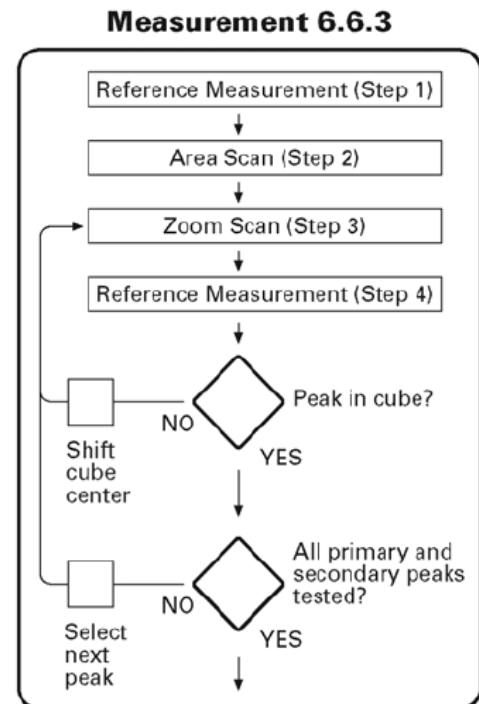 Measurement 6.6.3
Reference Measurement (Step 1)
Area Scan (Step 2)
Zoom Scan (Step 3)
Reference Measurement (Step 4)
Peak in cube?
NO
YES
Shift
cube
center
All primary and
secondary peaks
tested?
NO
YES
Select
next
peak